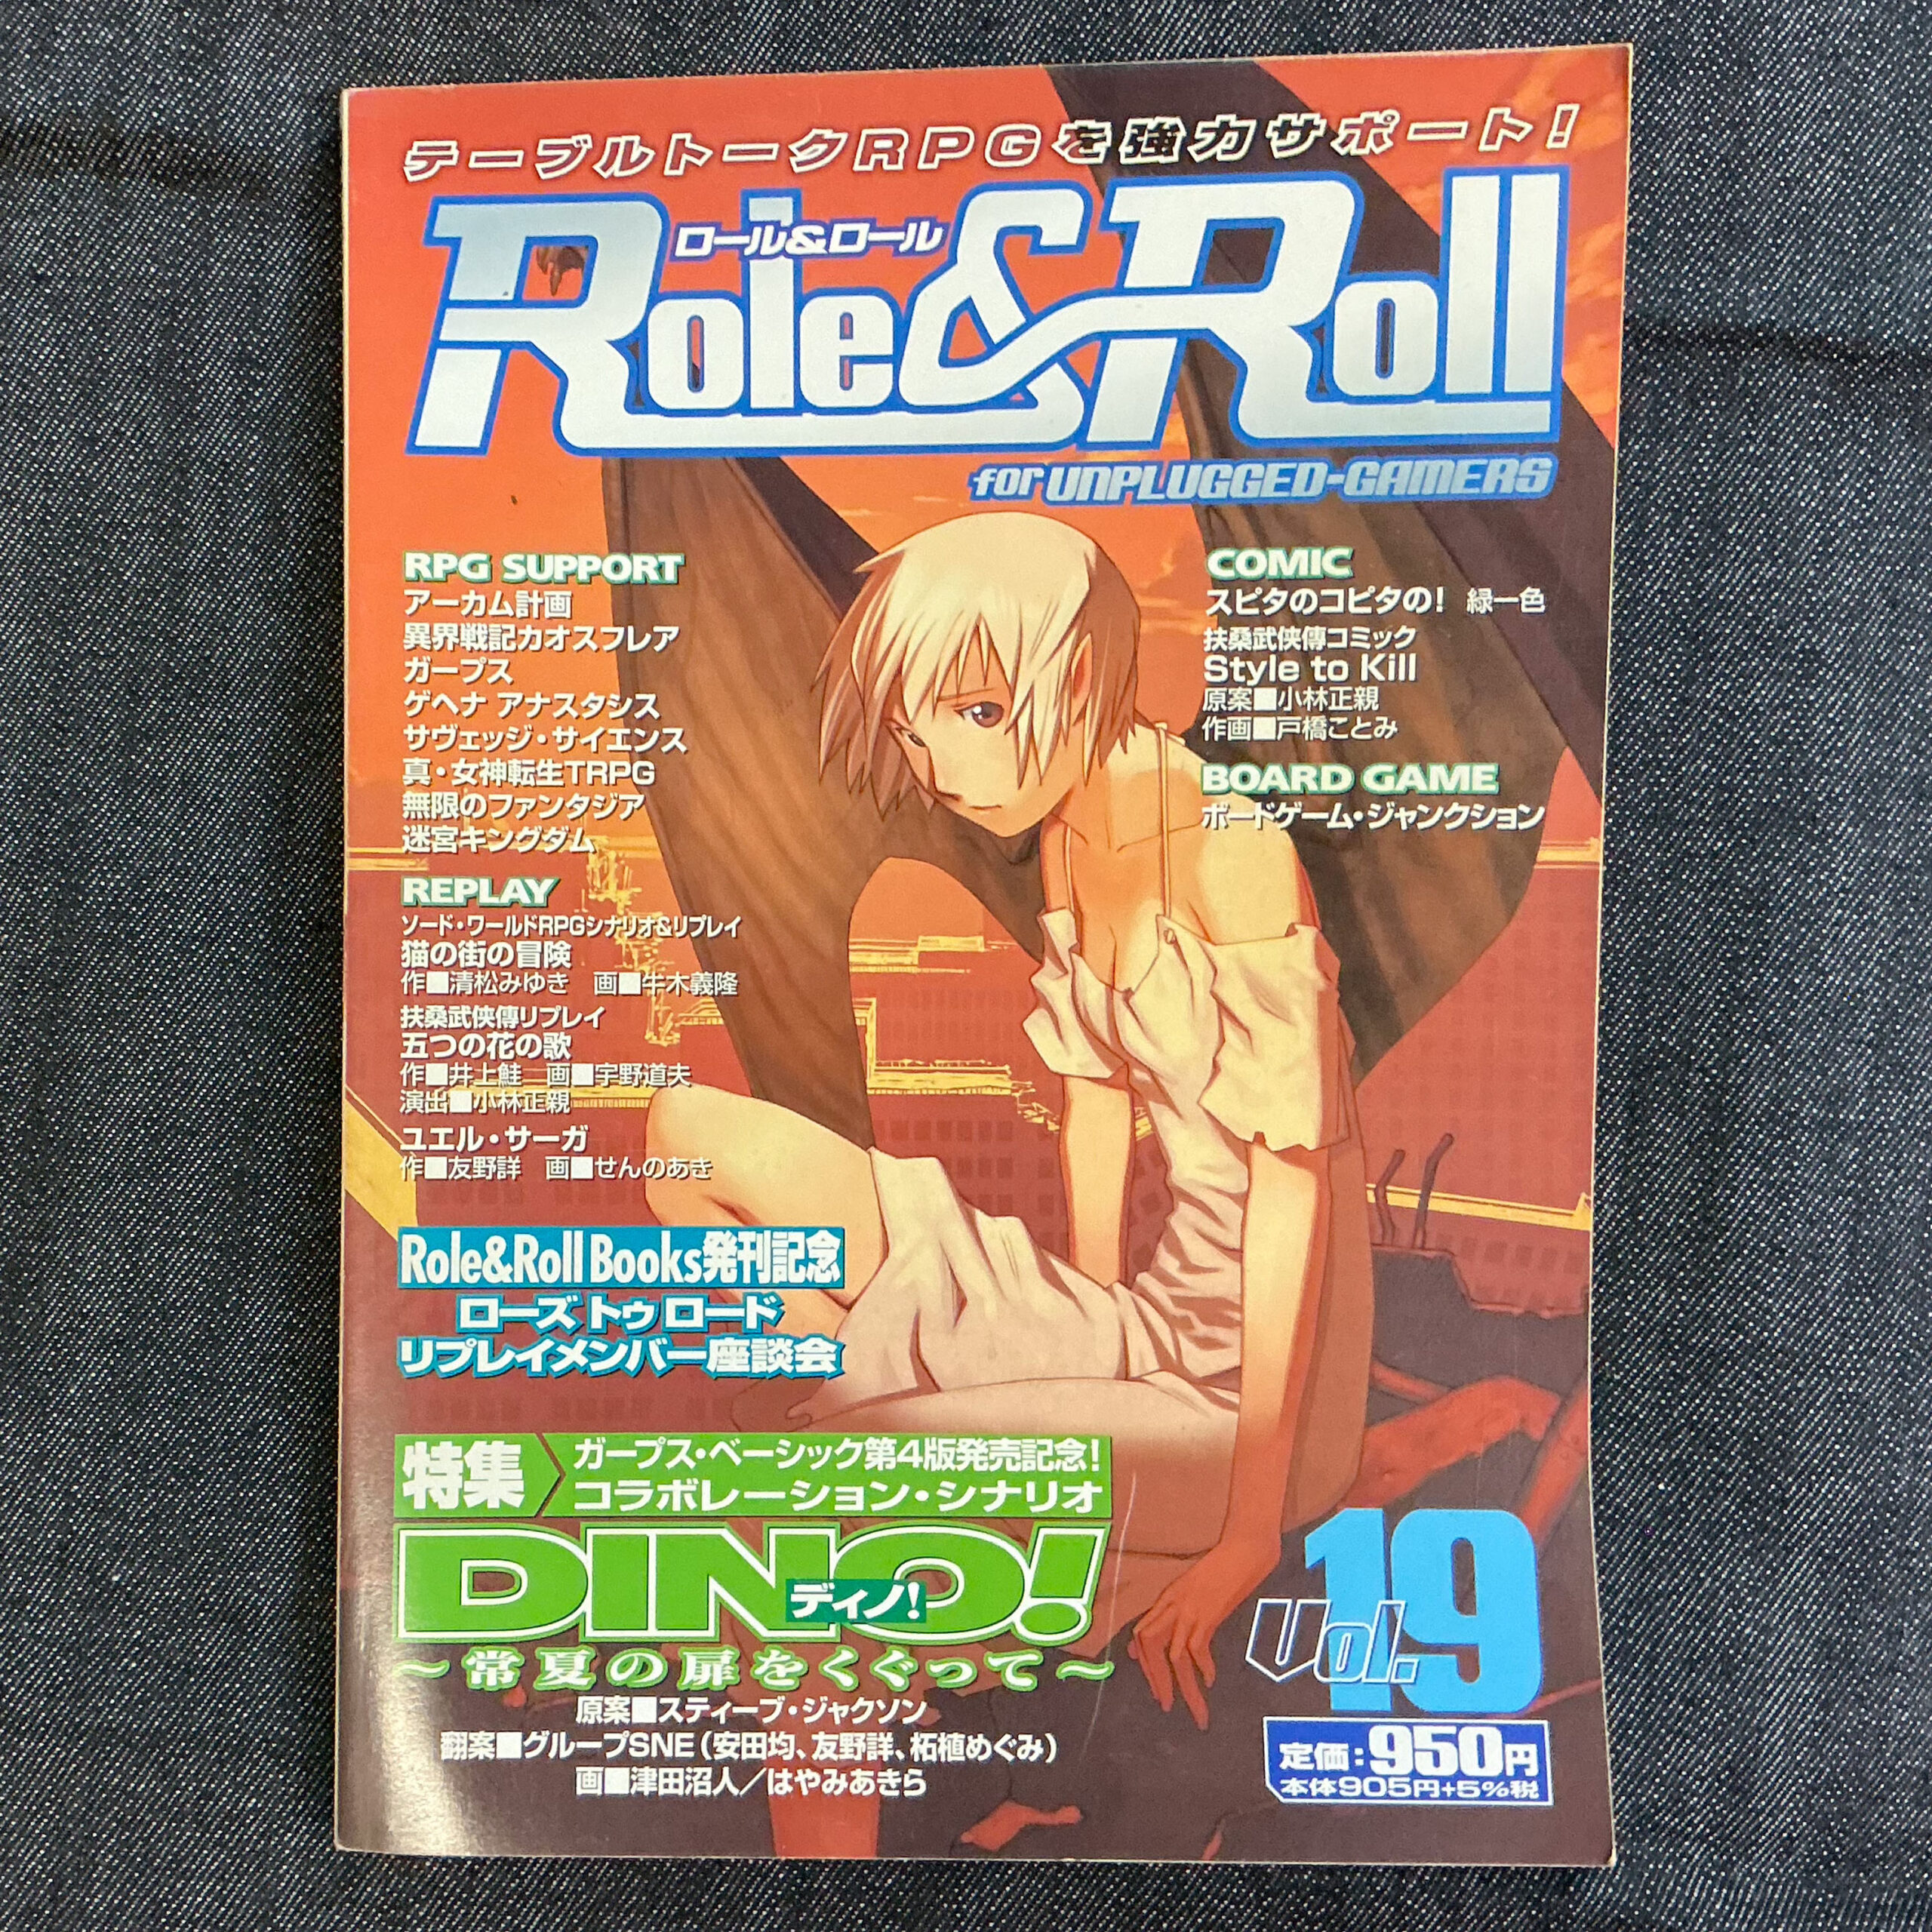 テーブルトークRPGを強力サポート!
ロール&ロール
Role&Roll
for UNPLUGGED-GAMERS
RPG SUPPORT
アーカム計画
異界戦記カオスフレア
ガープス
ゲヘナ アナスタシス
サヴェッジ・サイエンス
真・女神転生TRPG
無限のファンタジア
迷宮キングダム
REPLAY
ソード・ワールドRPGシナリオ&リプレイ
猫の街の冒険
作■清松みゆき 画■牛木義隆
扶桑武侠傳リプレイ
五つの花の歌
作■井上鮭 画■宇野道夫
演出■小林正親
ユエル・サーガ
作■友野詳 画■せんのあき
COMIC
スピタのコピタの! 緑一色
扶桑武侠傳コミック
Style to Kill
原案■小林正親
作画■戸橋ことみ
BOARD GAME
ボードゲーム・ジャンクション
Role&Roll Books発刊記念
ローズ トゥ ロード
リプレイメンバー座談会
特集
ガープス・ベーシック第4版発売記念!
コラボレーション・シナリオ
DINO!
ディノ!
~常夏の扉をくぐって~
原案■スティーブ・ジャクソン
翻案■グループSNE(安田均、友野詳、柘植めぐみ)
画■津田沼人/はやみあきら
Vol.19
定価:950円
本体905円+5%税